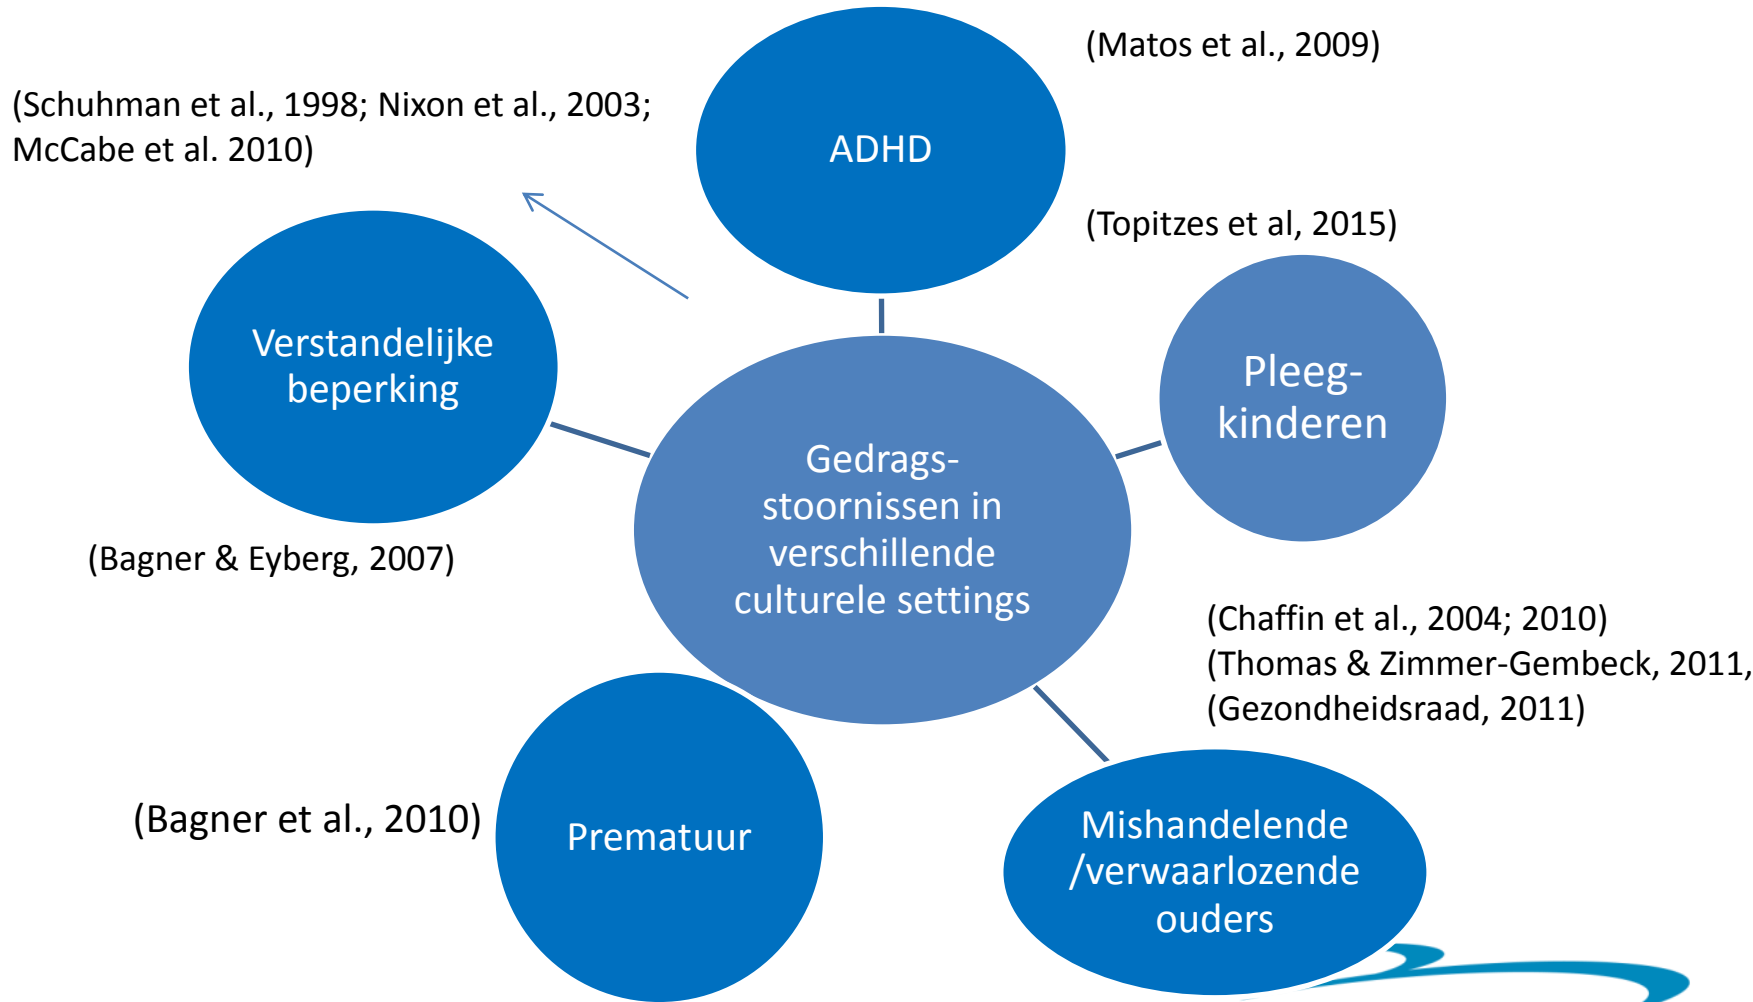 (Matos et al., 2009)
(Schuhman et al., 1998; Nixon et al., 2003;
McCabe et al. 2010)
ADHD
(Topitzes et al, 2015)
Verstandelijke
beperking
Pleeg-
kinderen
Gedrags-
stoornissen in
verschillende
culturele settings
(Bagner & Eyberg, 2007)
(Chaffin et al., 2004; 2010)
(Thomas & Zimmer-Gembeck, 2011,
(Gezondheidsraad, 2011)
(Bagner et al., 2010)
Prematuur
Mishandelende
/verwaarlozende
ouders